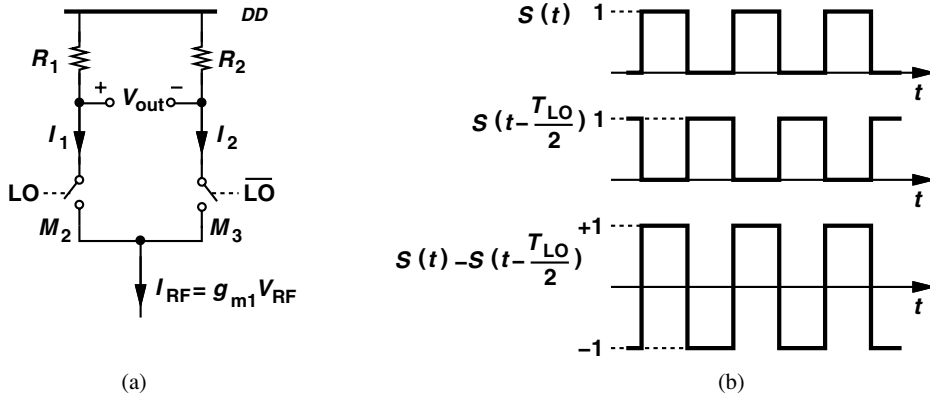 DD
R1 R2
+ Vout −
I1 I2
LO L̅O̅
M2 M3
IRF = gm1VRF
(a)
S(t) 1
t
S(t−TLO/2) 1
t
+1
S(t)−S(t−TLO/2)
t
−1
(b)